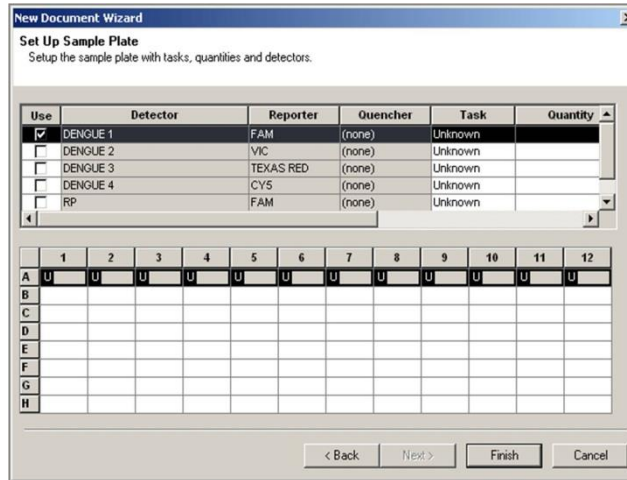 New Document Wizard
Set Up Sample Plate
Setup the sample plate with tasks, quantities and detectors.
Use Detector Reporter Quencher Task Quantity
DENGUE 1 FAM (none) Unknown
DENGUE 2 VIC (none) Unknown
DENGUE 3 TEXAS RED (none) Unknown
DENGUE 4 CY5 (none) Unknown
RP FAM (none) Unknown
1 2 3 4 5 6 7 8 9 10 11 12
A U U U U U U U U U U U U
B
C
D
E
F
G
H
< Back Next > Finish Cancel